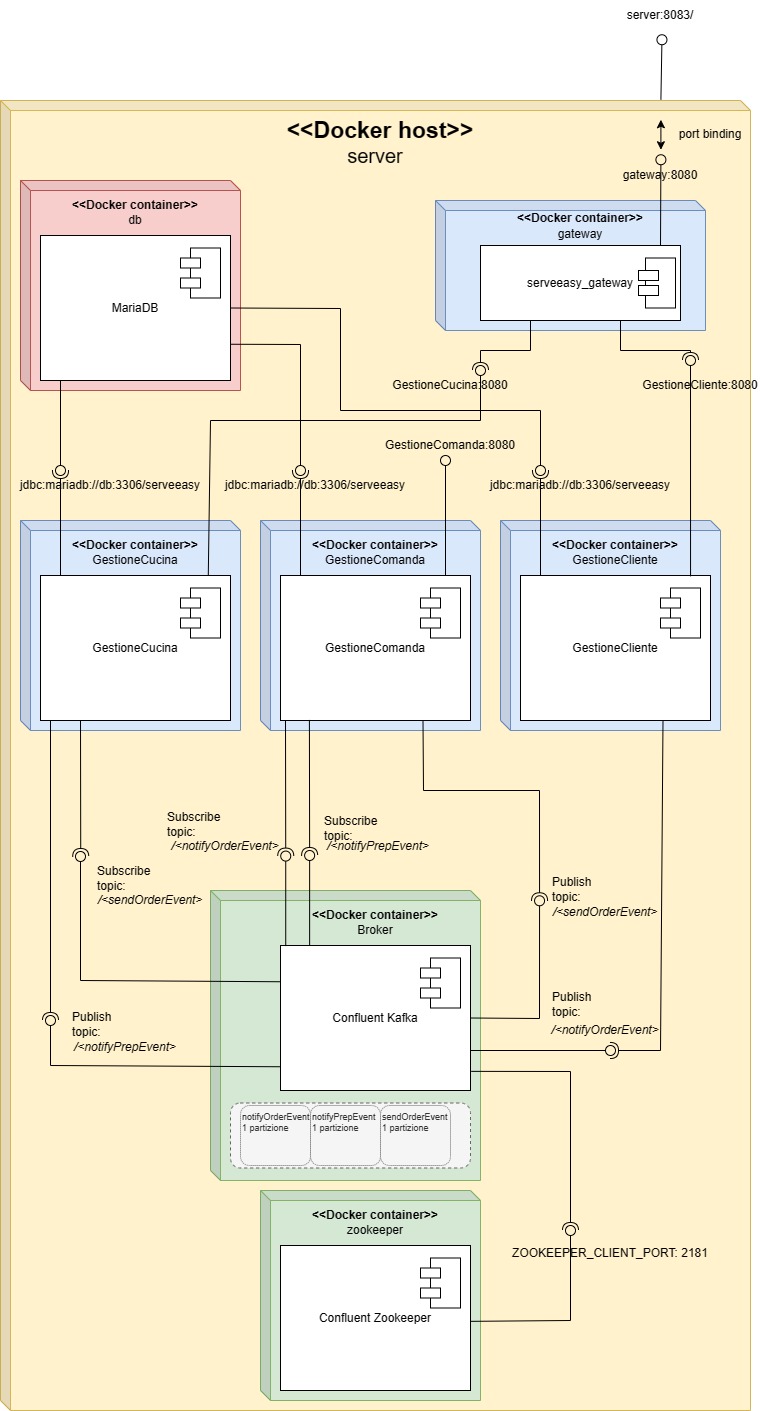 server:8083/
<<Docker host>>
server
port binding
gateway:8080
<<Docker container>>
db
MariaDB
<<Docker container>>
gateway
serveeasy_gateway
GestioneCucina:8080
GestioneCliente:8080
GestioneComanda:8080
jdbc:mariadb://db:3306/serveeasy
jdbc:mariadb://db:3306/serveeasy
jdbc:mariadb://db:3306/serveeasy
<<Docker container>>
GestioneCucina
GestioneCucina
<<Docker container>>
GestioneComanda
GestioneComanda
<<Docker container>>
GestioneCliente
GestioneCliente
Subscribe
topic:
/<notifyOrderEvent>
Subscribe
topic:
/<notifyPrepEvent>
Subscribe
topic:
/<sendOrderEvent>
Publish
topic:
/<sendOrderEvent>
Publish
topic:
/<notifyPrepEvent>
Publish
topic:
/<notifyOrderEvent>
<<Docker container>>
Broker
Confluent Kafka
notifyOrderEvent
1 partizione
notifyPrepEvent
1 partizione
sendOrderEvent
1 partizione
<<Docker container>>
zookeeper
Confluent Zookeeper
ZOOKEEPER_CLIENT_PORT: 2181